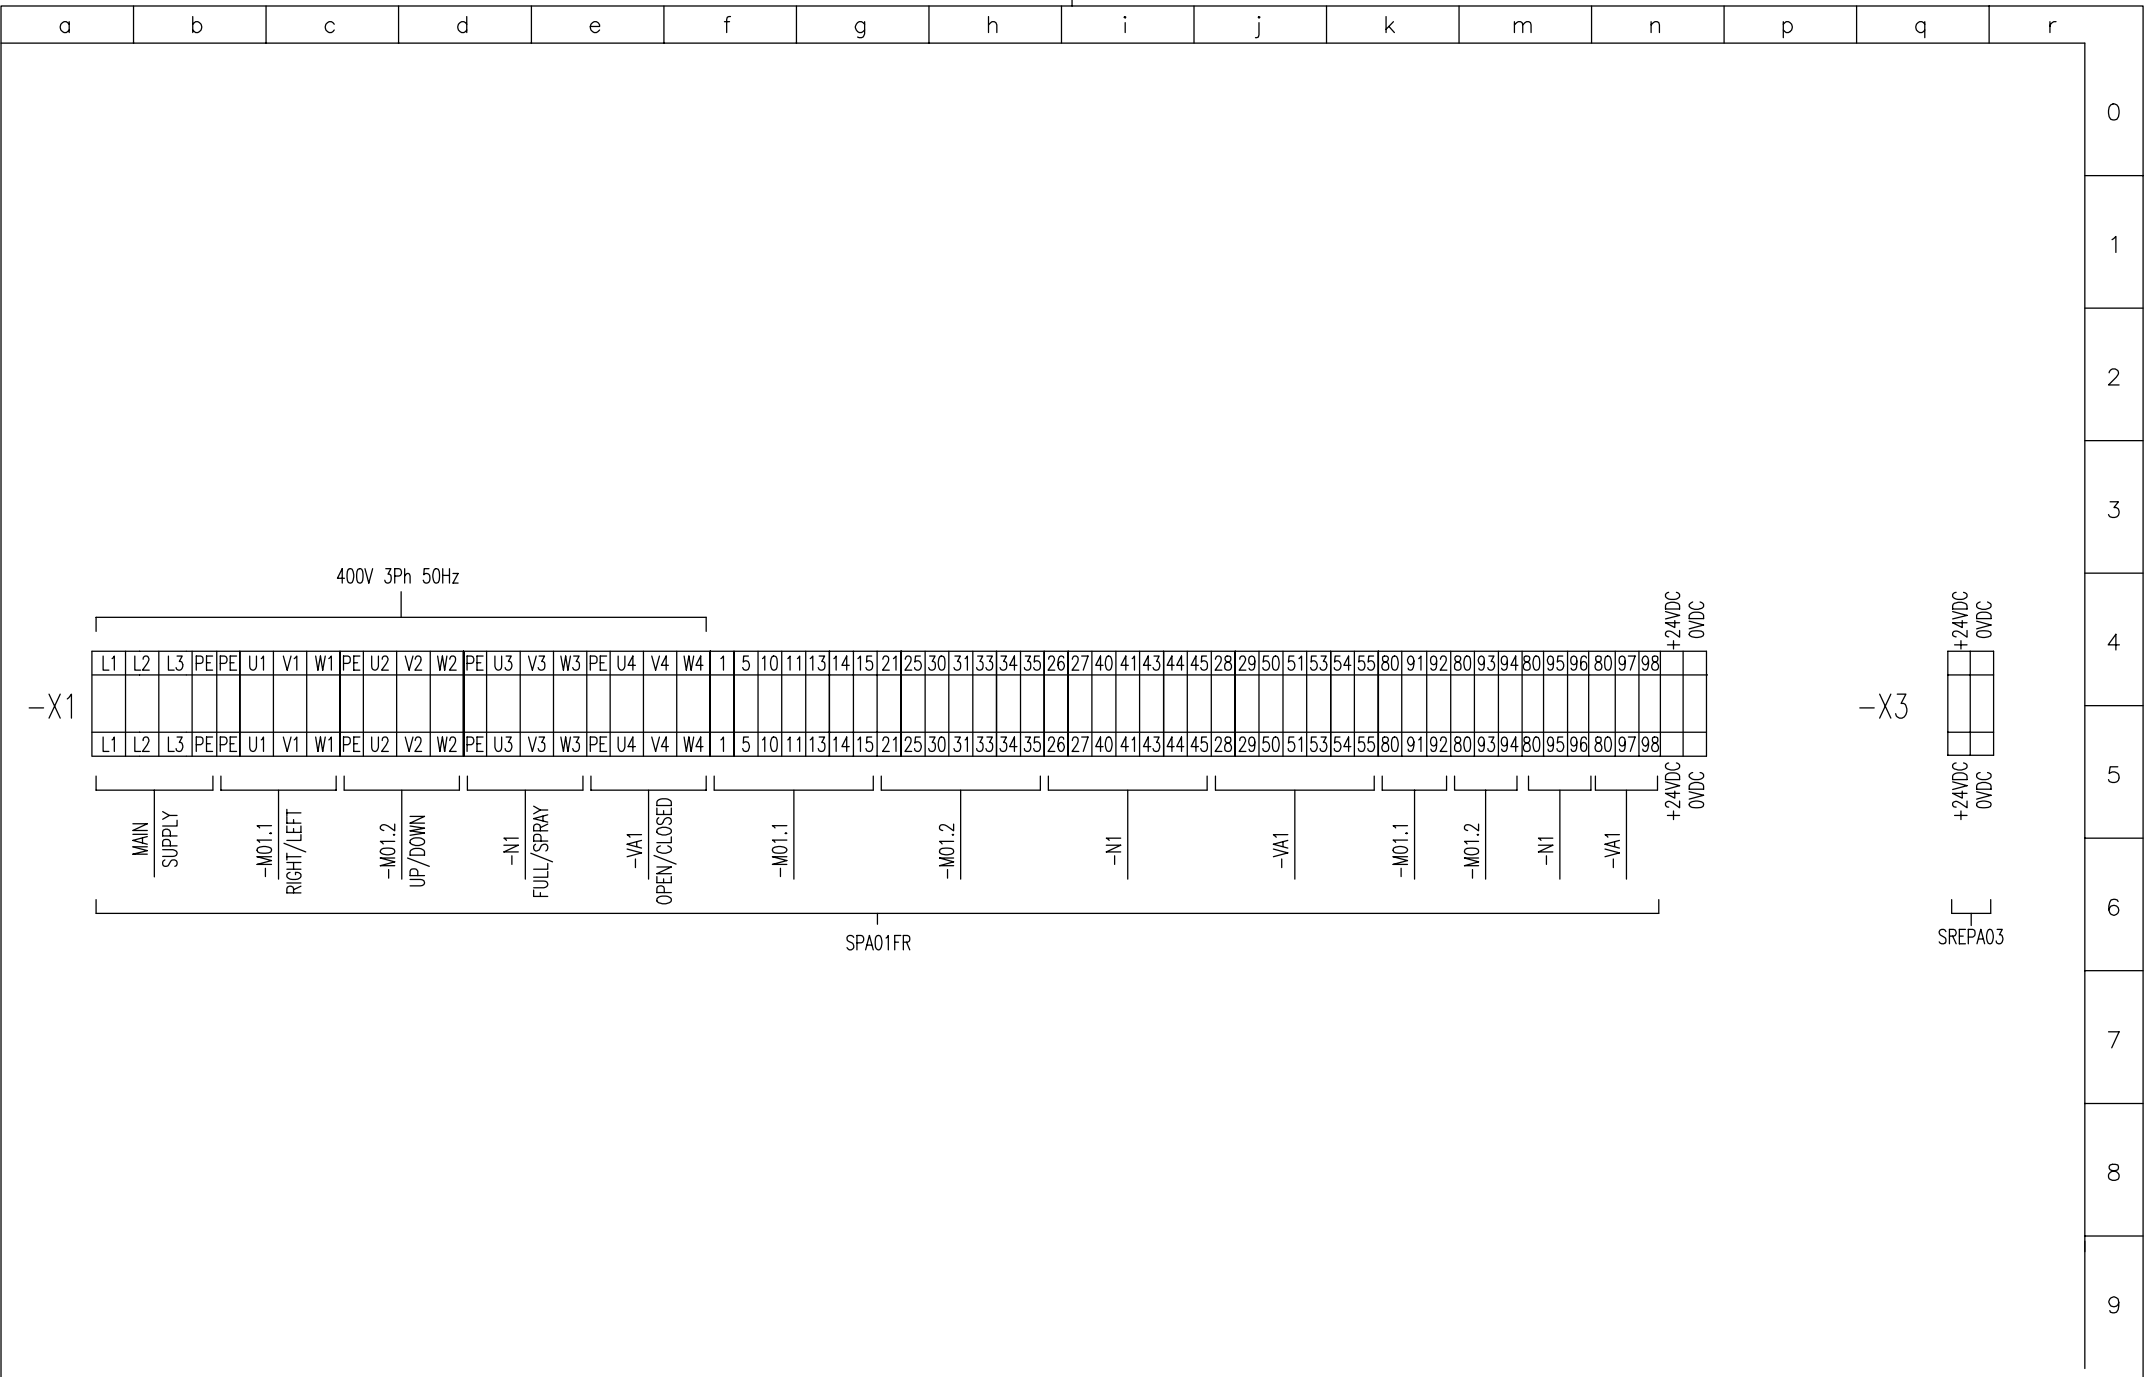 a b c d e f g h i j k m n p q r
0
1
2
3
400V 3Ph 50Hz
+24VDC 0VDC +24VDC 0VDC
4
L1 L2 L3 PE PE U1 V1 W1 PE U2 V2 W2 PE U3 V3 W3 PE U4 V4 W4 1 5 10 11 13 14 15 21 25 30 31 33 34 35 26 27 40 41 43 44 45 28 29 50 51 53 54 55 80 91 92 80 93 94 80 95 96 80 97 98
-X1 -X3
L1 L2 L3 PE PE U1 V1 W1 PE U2 V2 W2 PE U3 V3 W3 PE U4 V4 W4 1 5 10 11 13 14 15 21 25 30 31 33 34 35 26 27 40 41 43 44 45 28 29 50 51 53 54 55 80 91 92 80 93 94 80 95 96 80 97 98
5
+24VDC 0VDC +24VDC 0VDC
MAIN
SUPPLY
-M01.1
RIGHT/LEFT
-M01.2
UP/DOWN
-N1
FULL/SPRAY
-VA1
OPEN/CLOSED
-M01.1
-M01.2
-N1
-VA1
-M01.1
-M01.2
-N1
-VA1
6
SPA01FR
SREPA03
7
8
9